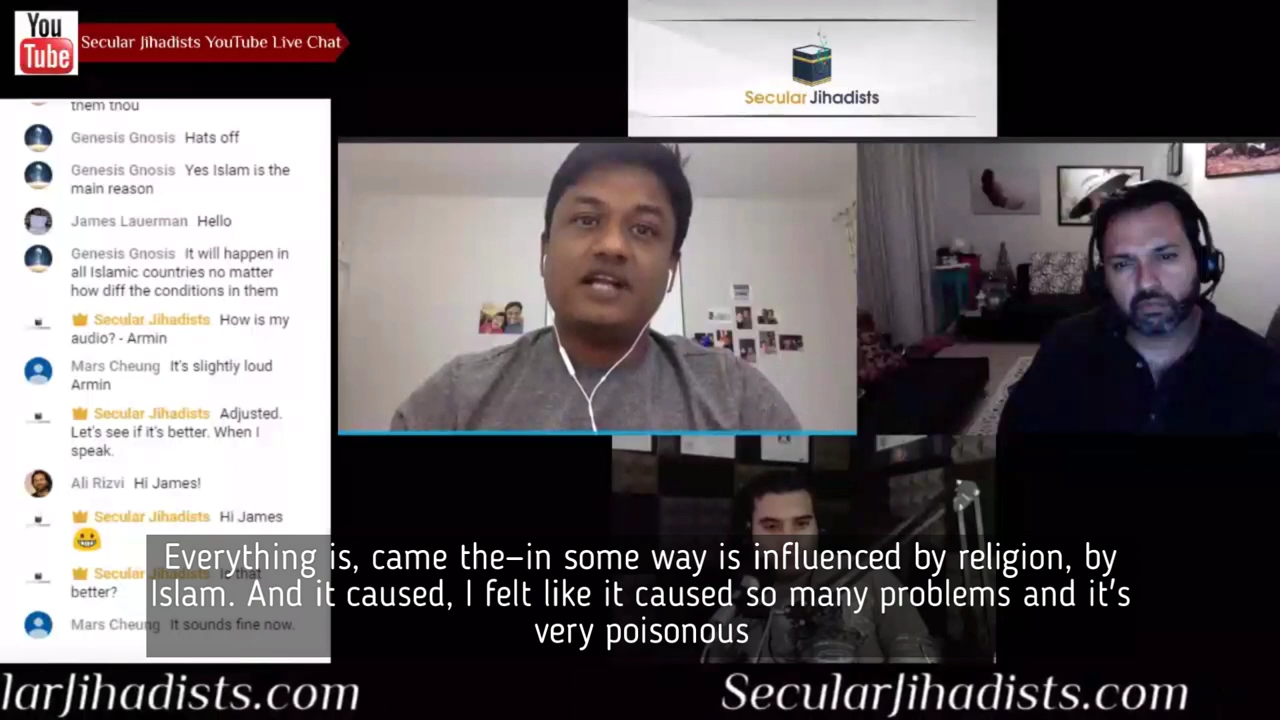 You
Tube
Secular Jihadists YouTube Live Chat
Secular Jihadists
them thou
Genesis Gnosis Hats off
Genesis Gnosis Yes Islam is the
main reason
James Lauerman Hello
Genesis Gnosis It will happen in
all Islamic countries no matter
how diff the conditions in them
Secular Jihadists How is my
audio? - Armin
Mars Cheung It's slightly loud
Armin
Secular Jihadists Adjusted.
Let's see if it's better. When I
speak.
Ali Rizvi Hi James!
Secular Jihadists Hi James
Secular Jihadists Is that
better?
Mars Cheung It sounds fine now.
Everything is, came the–in some way is influenced by religion, by
Islam. And it caused, I felt like it caused so many problems and it's
very poisonous
larJihadists.com
SecularJihadists.com